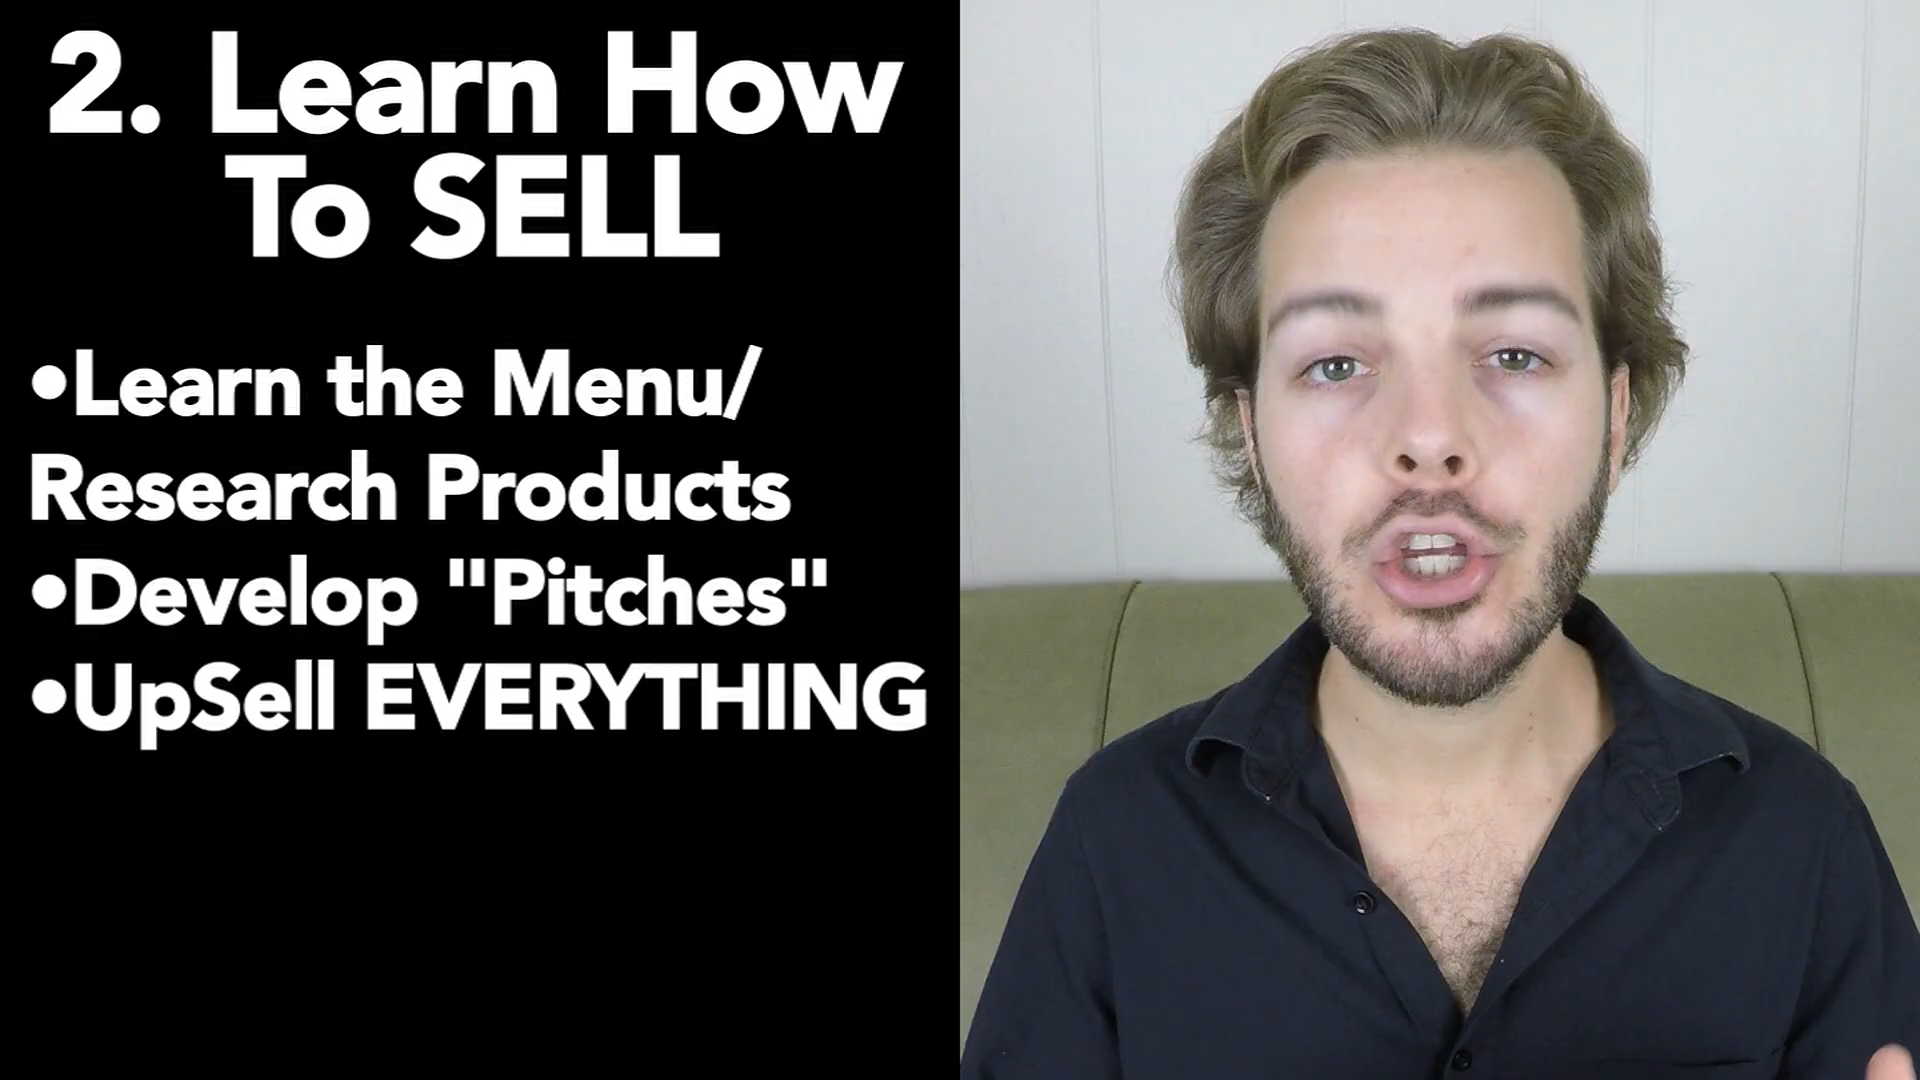 2. Learn How
To SELL
•Learn the Menu/
Research Products
•Develop "Pitches"
•UpSell EVERYTHING